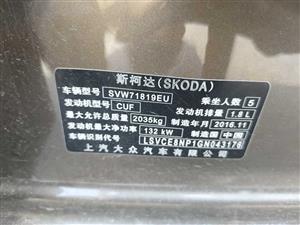 斯柯达(SKODA)
车辆型号 SVW71819EU 乘坐人数 5
发动机型号 CUF 发动机排量 1.8L
最大允许总质量 2035kg 制造年月 2016.11
发动机最大净功率 132 kW 制造国 中国
车辆识别代号 LSVCE8NP1GN043176
上汽大众汽车有限公司